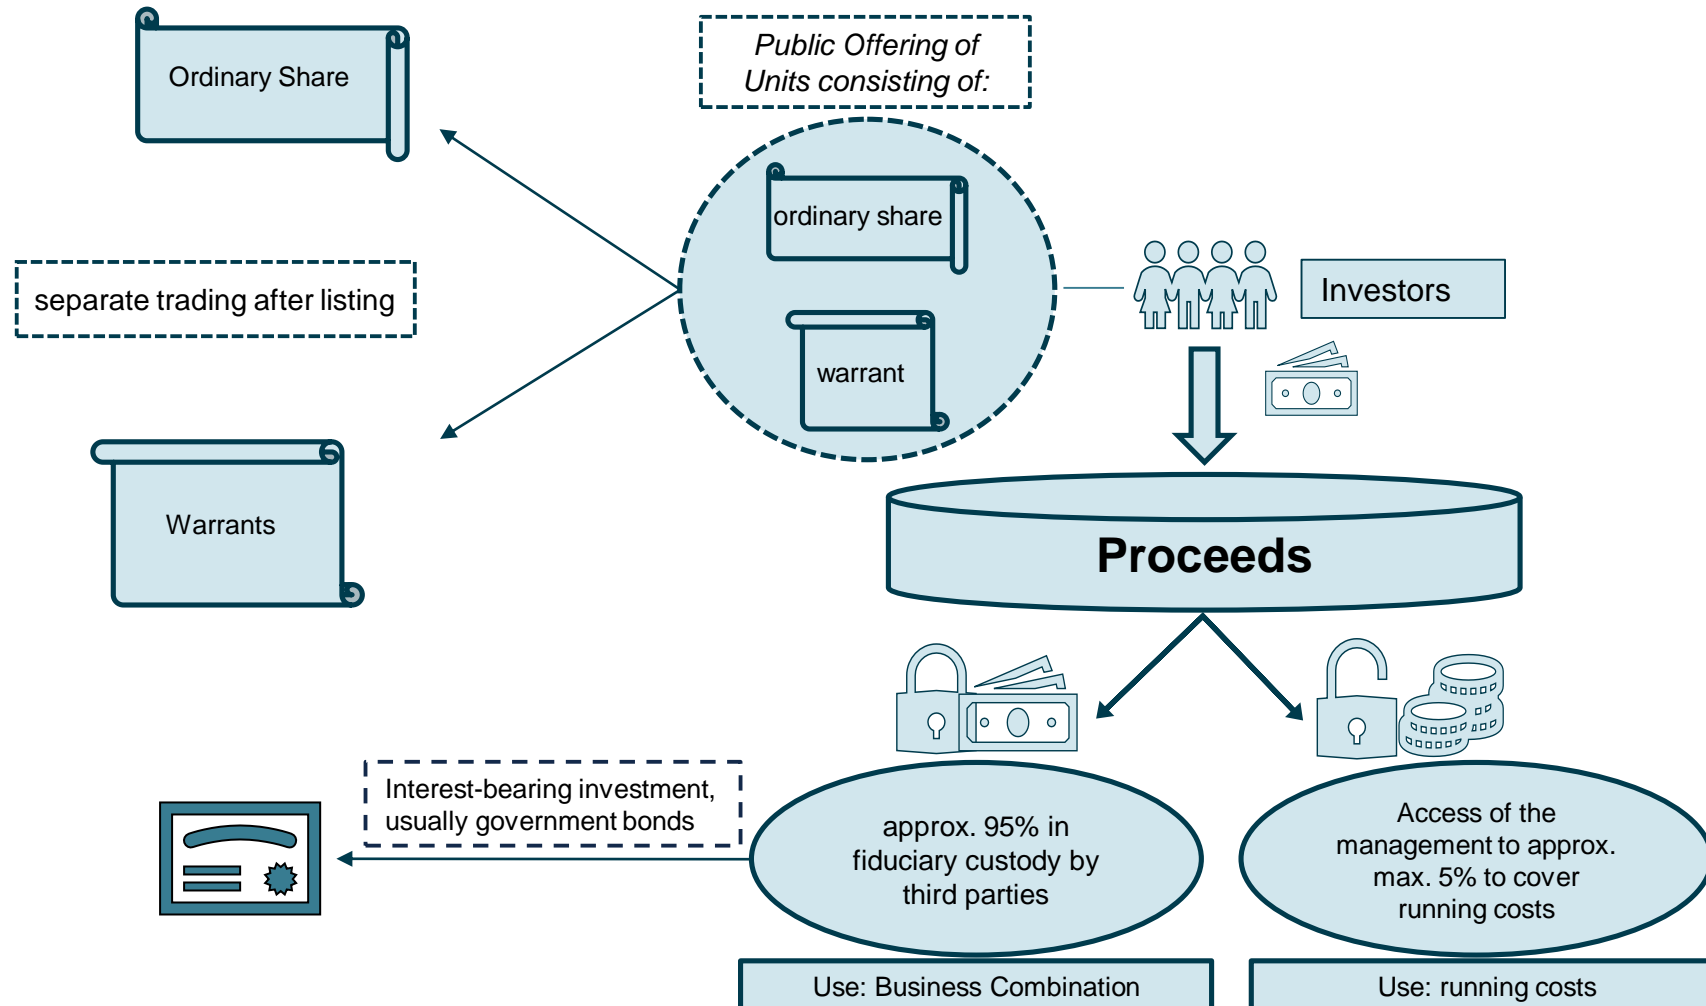 Ordinary Share
Public Offering of
Units consisting of:
ordinary share
separate trading after listing
Investors
warrant
Warrants
Proceeds
Interest-bearing investment,
usually government bonds
approx. 95% in
fiduciary custody by
third parties
Access of the
management to approx.
max. 5% to cover
running costs
Use: Business Combination
Use: running costs